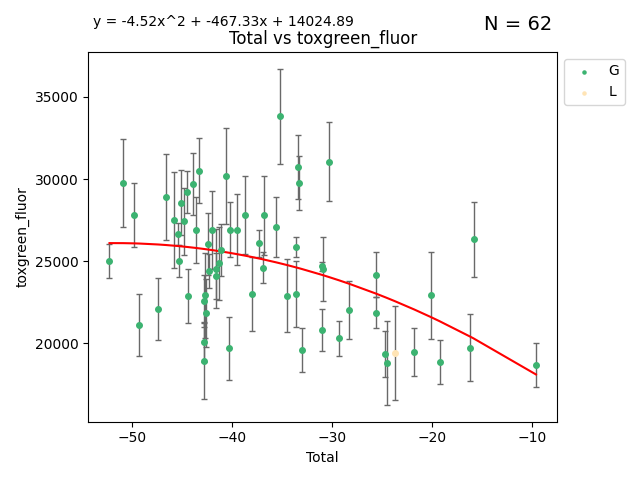 y = -4.52x^2 + -467.33x + 14024.89
N = 62
Total vs toxgreen_fluor
G
L
35000
30000
25000
20000
toxgreen_fluor
−50 −40 −30 −20 −10
Total